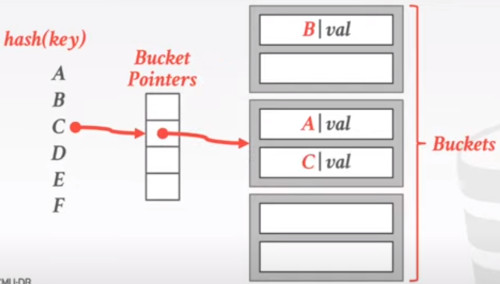 hash(key)
A
B
C
D
E
F
Bucket
Pointers
B|val
A|val
C|val
Buckets
CMU-DB